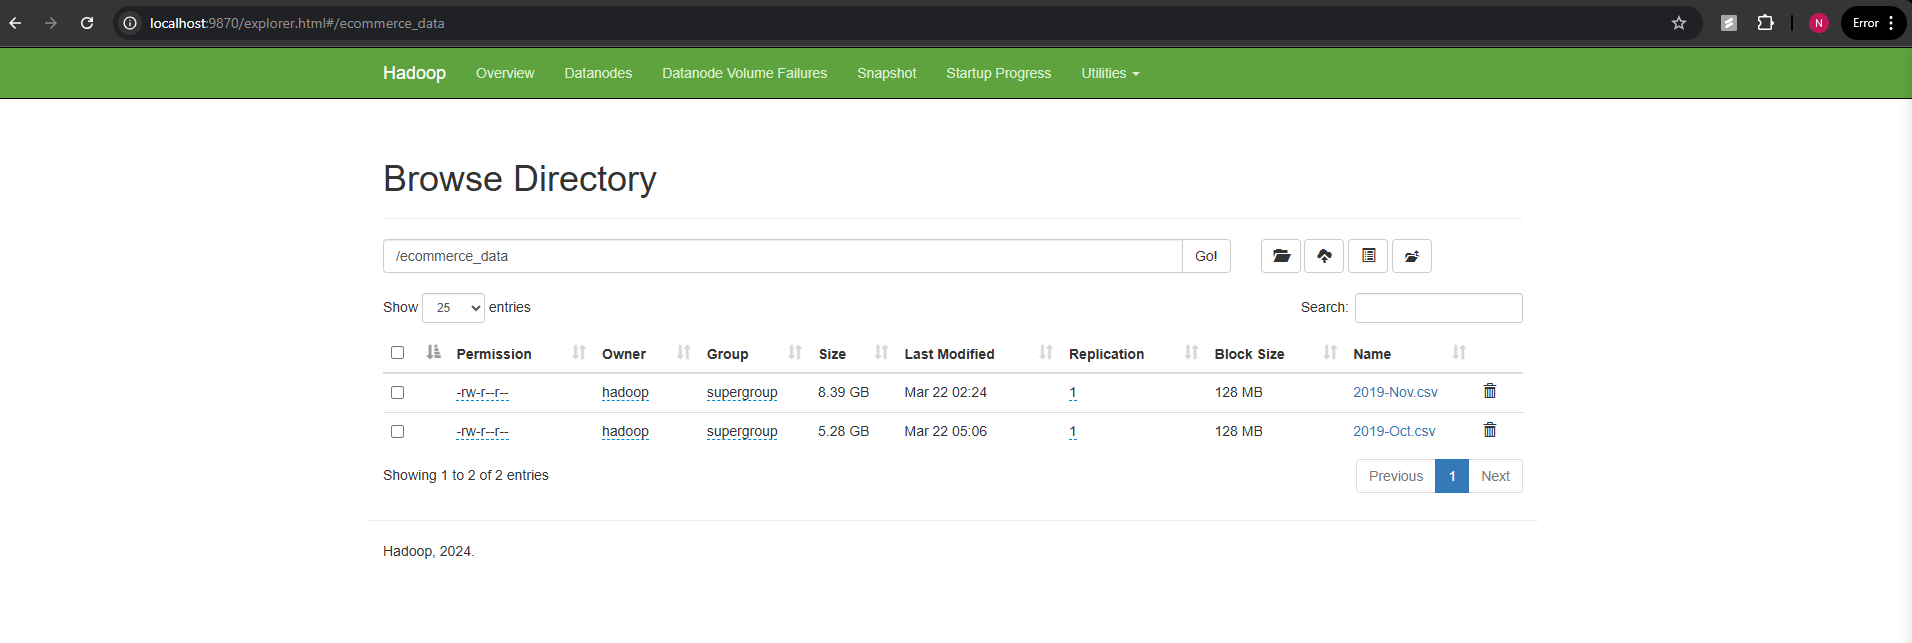 localhost:9870/explorer.html#/ecommerce_data N Error
Hadoop Overview Datanodes Datanode Volume Failures Snapshot Startup Progress Utilities
Browse Directory
/ecommerce_data Go!
Show 25 entries Search:
Permission Owner Group Size Last Modified Replication Block Size Name
-rw-r--r-- hadoop supergroup 8.39 GB Mar 22 02:24 1 128 MB 2019-Nov.csv
-rw-r--r-- hadoop supergroup 5.28 GB Mar 22 05:06 1 128 MB 2019-Oct.csv
Showing 1 to 2 of 2 entries Previous 1 Next
Hadoop, 2024.